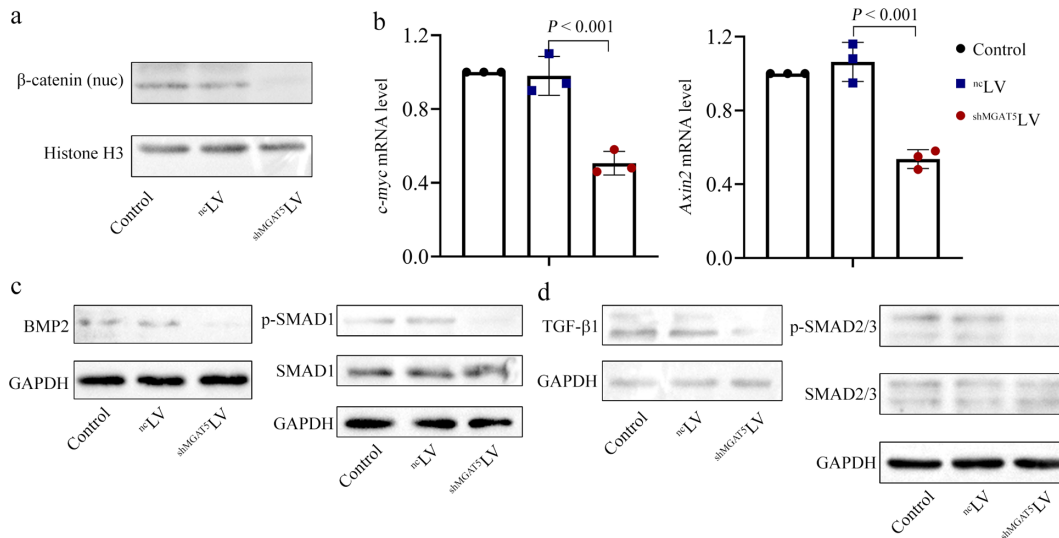 a
β-catenin (nuc)
Histone H3
Control
ncLV
shMGAT5LV
b
c-myc mRNA level
1.2
0.8
0.4
0.0
P < 0.001
Axin2 mRNA level
1.2
0.8
0.4
0.0
P < 0.001
Control
ncLV
shMGAT5LV
c
BMP2
GAPDH
Control
ncLV
shMGAT5LV
p-SMAD1
SMAD1
GAPDH
Control
ncLV
shMGAT5LV
d
TGF-β1
GAPDH
Control
ncLV
shMGAT5LV
p-SMAD2/3
SMAD2/3
GAPDH
Control
ncLV
shMGAT5LV